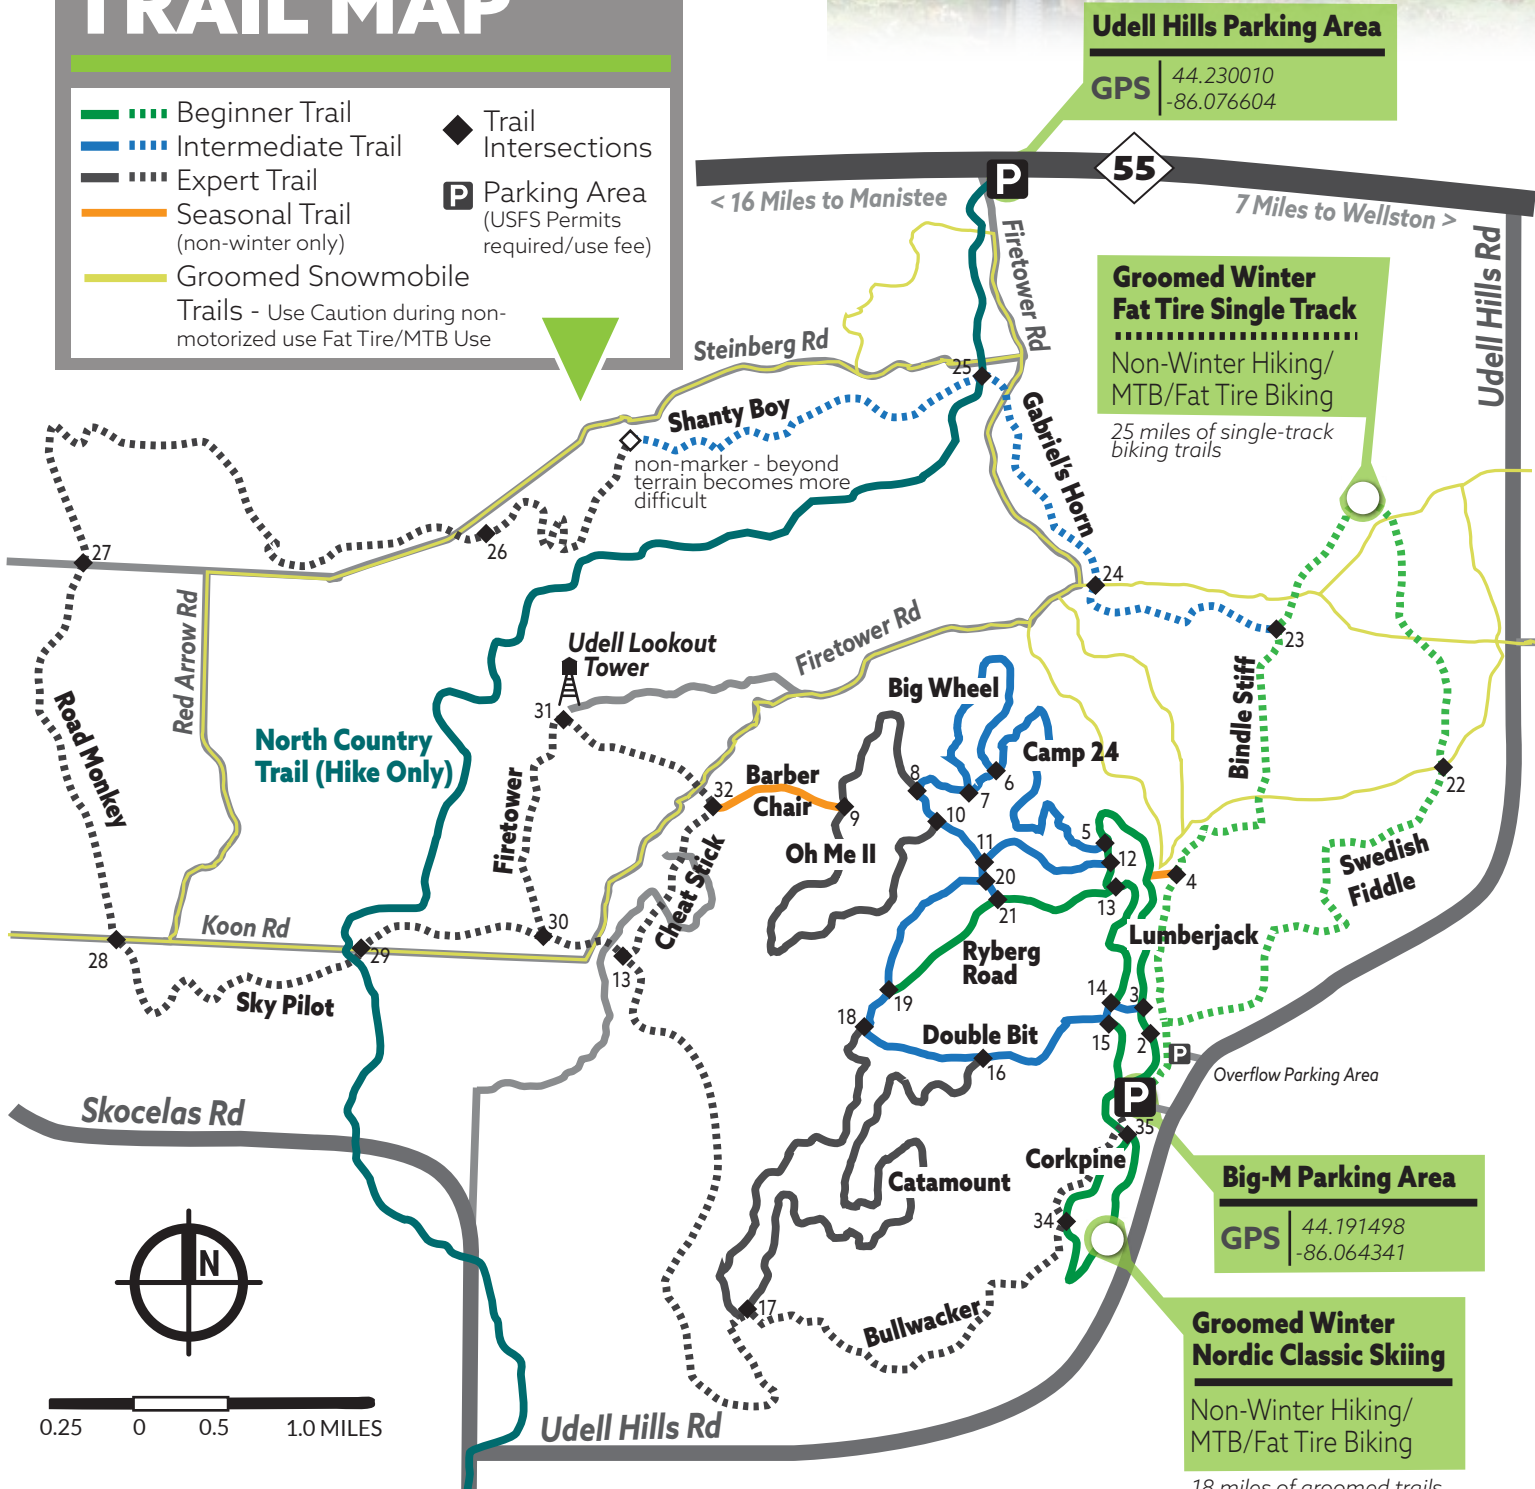 TRAIL MAP
Beginner Trail
Intermediate Trail
Expert Trail
Seasonal Trail
(non-winter only)
Groomed Snowmobile
Trails - Use Caution during non-
motorized use Fat Tire/MTB Use
Trail
Intersections
P Parking Area
(USFS Permits
required/use fee)
Udell Hills Parking Area
GPS 44.230010
-86.076604
P
55
< 16 Miles to Manistee
7 Miles to Wellston >
Firetower Rd
Udell Hills Rd
Groomed Winter
Fat Tire Single Track
Non-Winter Hiking/
MTB/Fat Tire Biking
25 miles of single-track
biking trails
Steinberg Rd
25
Shanty Boy
Gabriel's Horn
non-marker - beyond
terrain becomes more
difficult
26
27
24
23
Red Arrow Rd
Road Monkey
Udell Lookout
Tower
Firetower Rd
31
North Country
Trail (Hike Only)
Firetower
Big Wheel
Camp 24
Bindle Stiff
22
32
Barber
Chair
9
8
7
6
10
Oh Me II
11
5
12
20
21
13
4
Swedish
Fiddle
Cheat Stick
Koon Rd
28
29
30
13
Sky Pilot
Ryberg
Road
Lumberjack
19
18
Double Bit
14
3
15
2
16
P
Overflow Parking Area
P
35
Skocelas Rd
Corkpine
Catamount
34
Big-M Parking Area
GPS 44.191498
-86.064341
N
17
Bullwacker
Groomed Winter
Nordic Classic Skiing
Non-Winter Hiking/
MTB/Fat Tire Biking
18 miles of groomed trails
0.25 0 0.5 1.0 MILES
Udell Hills Rd